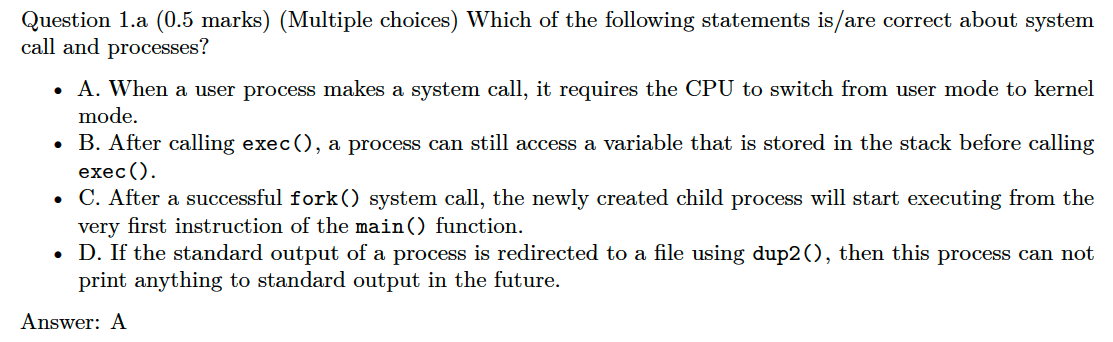 Question 1.a (0.5 marks) (Multiple choices) Which of the following statements is/are correct about system
call and processes?
• A. When a user process makes a system call, it requires the CPU to switch from user mode to kernel
mode.
• B. After calling exec(), a process can still access a variable that is stored in the stack before calling
exec().
• C. After a successful fork() system call, the newly created child process will start executing from the
very first instruction of the main() function.
• D. If the standard output of a process is redirected to a file using dup2(), then this process can not
print anything to standard output in the future.
Answer: A